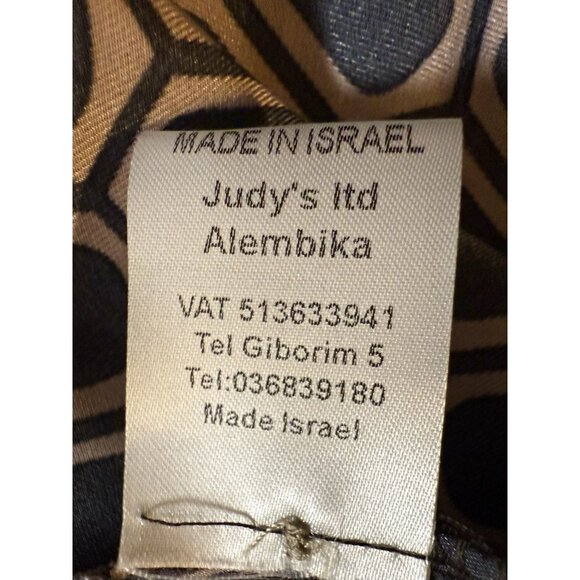 MADE IN ISRAEL
Judy's ltd
Alembika
VAT 513633941
Tel Giborim 5
Tel:036839180
Made Israel